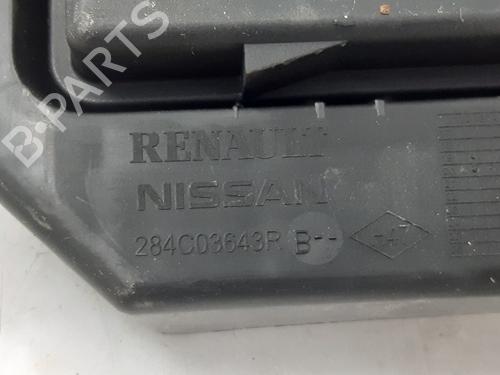 B-PARTS
RENAULT
NISSAN
284C03643R B--